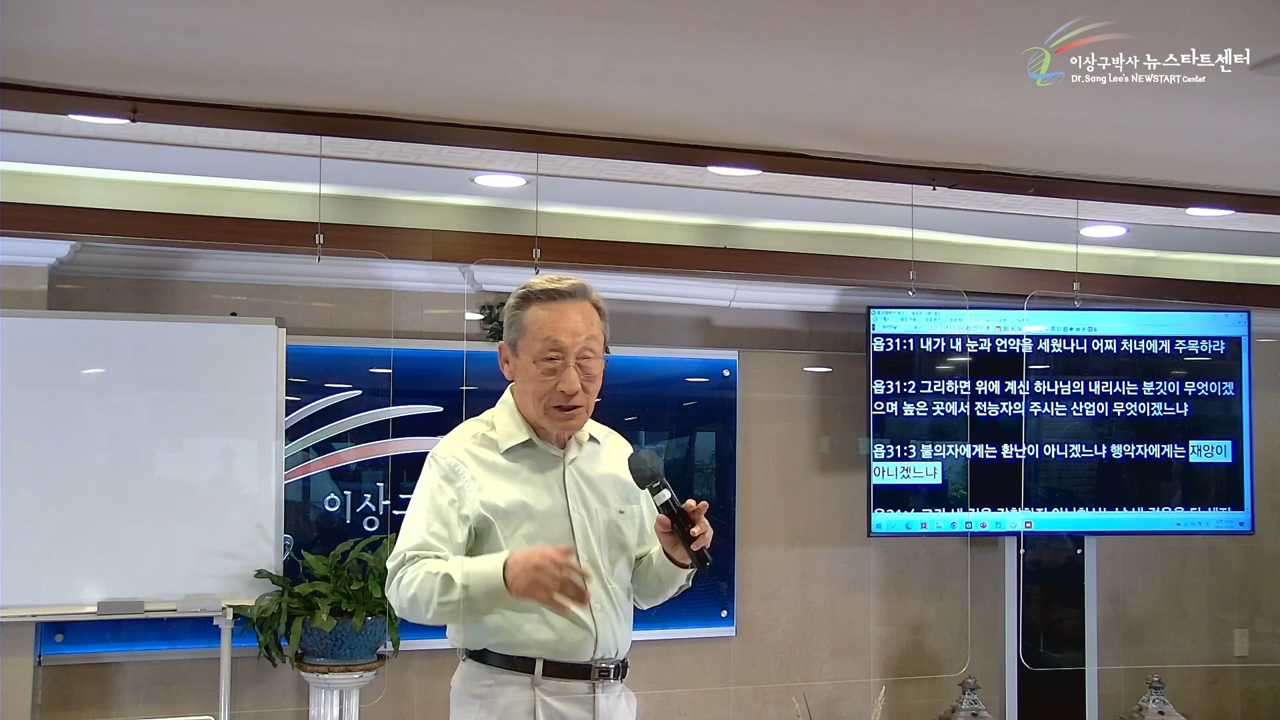 이상구박사 뉴스타트센터
Dr. Sang Lee's NEWSTART Center
욥31:1 내가 내 눈과 언약을 세웠나니 어찌 처녀에게 주목하랴
욥31:2 그리하면 위에 계신 하나님의 내리시는 분깃이 무엇이겠
으며 높은 곳에서 전능자의 주시는 산업이 무엇이겠느냐
욥31:3 불의자에게는 환난이 아니겠느냐 행악자에게는 재앙이
아니겠느냐
이상구